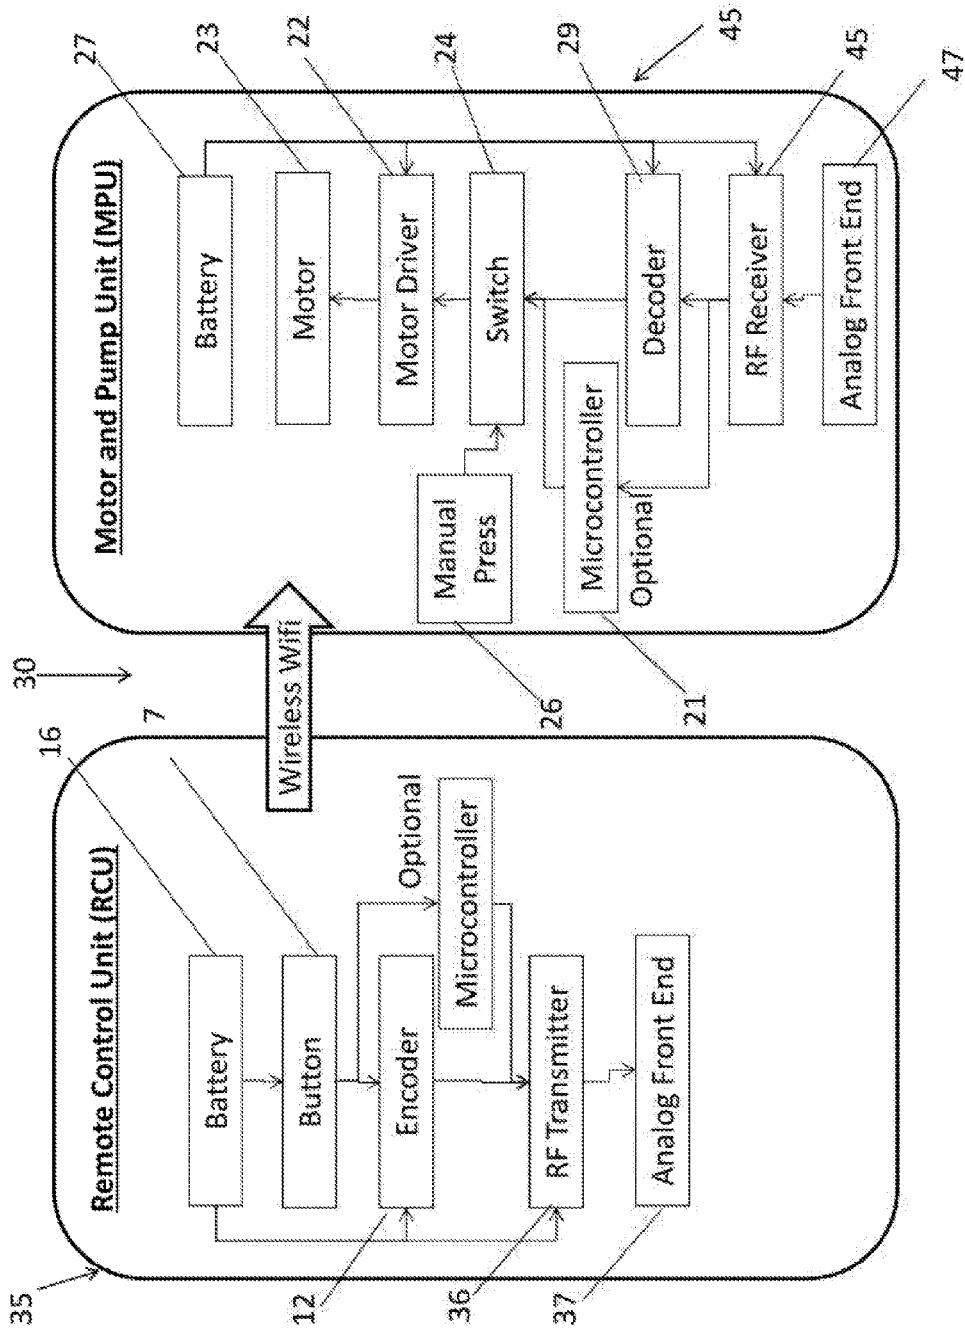 30
35
Remote Control Unit (RCU)
16
Battery
7
Button
12
Encoder
Optional
Microcontroller
36
RF Transmitter
37
Analog Front End
Wireless Wifi
Motor and Pump Unit (MPU)
27
Battery
23
Motor
22
Motor Driver
24
Switch
26
Manual
Press
45
29
Decoder
21
Microcontroller
Optional
45
RF Receiver
47
Analog Front End